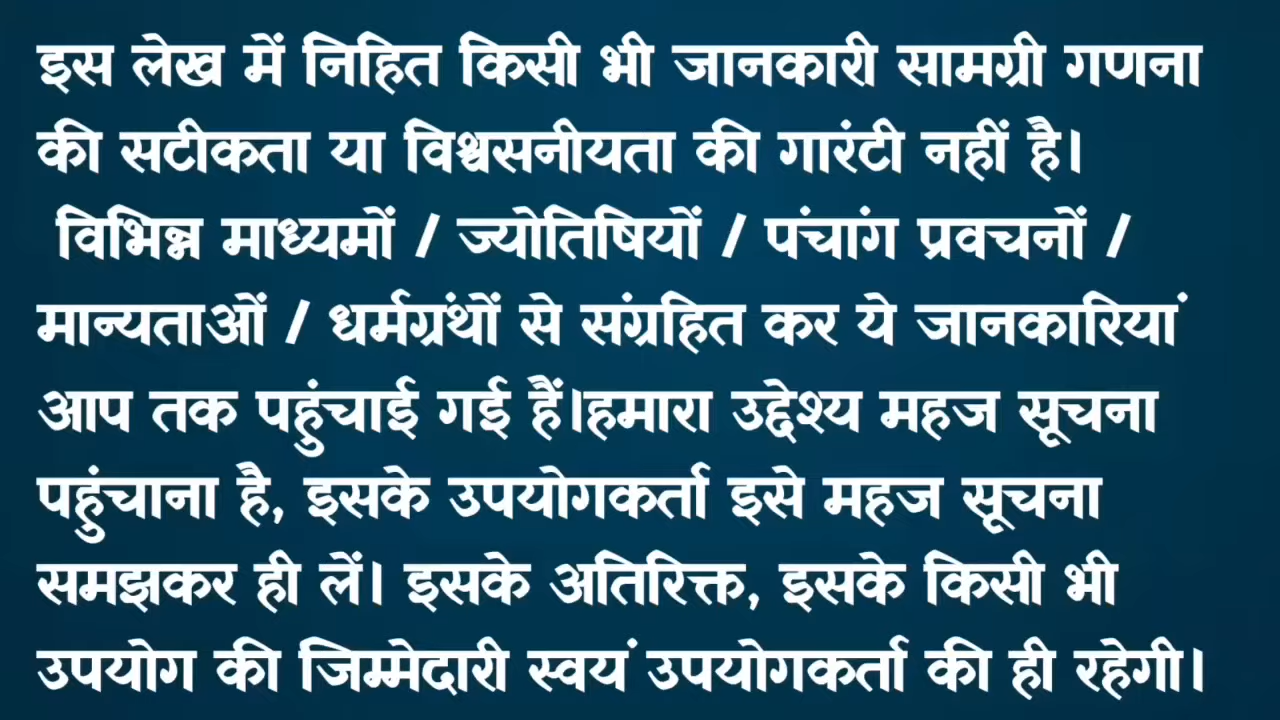 इस लेख में निहित किसी भी जानकारी सामग्री गणना
की सटीकता या विश्वसनीयता की गारंटी नहीं है।
विभिन्न माध्यमों / ज्योतिषियों / पंचांग प्रवचनों /
मान्यताओं / धर्मग्रंथों से संग्रहित कर ये जानकारियां
आप तक पहुंचाई गई हैं।हमारा उद्देश्य महज सूचना
पहुंचाना है, इसके उपयोगकर्ता इसे महज सूचना
समझकर ही लें। इसके अतिरिक्त, इसके किसी भी
उपयोग की जिम्मेदारी स्वयं उपयोगकर्ता की ही रहेगी।